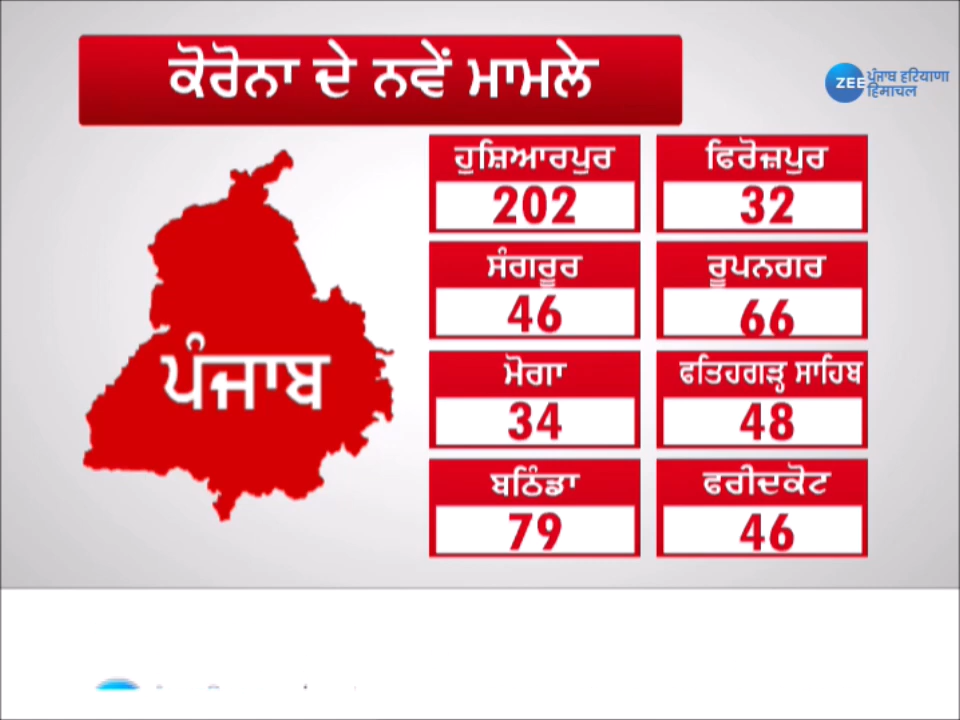 ਕੋਰੋਨਾ ਦੇ ਨਵੇਂ ਮਾਮਲੇ
ZEE ਪੰਜਾਬ ਹਰਿਆਣਾ
ਹਿਮਾਚਲ
ਪੰਜਾਬ
ਹੁਸ਼ਿਆਰਪੁਰ
202
ਫਿਰੋਜ਼ਪੁਰ
32
ਸੰਗਰੂਰ
46
ਰੂਪਨਗਰ
66
ਮੋਗਾ
34
ਫਤਿਹਗੜ੍ਹ ਸਾਹਿਬ
48
ਬਠਿੰਡਾ
79
ਫਰੀਦਕੋਟ
46